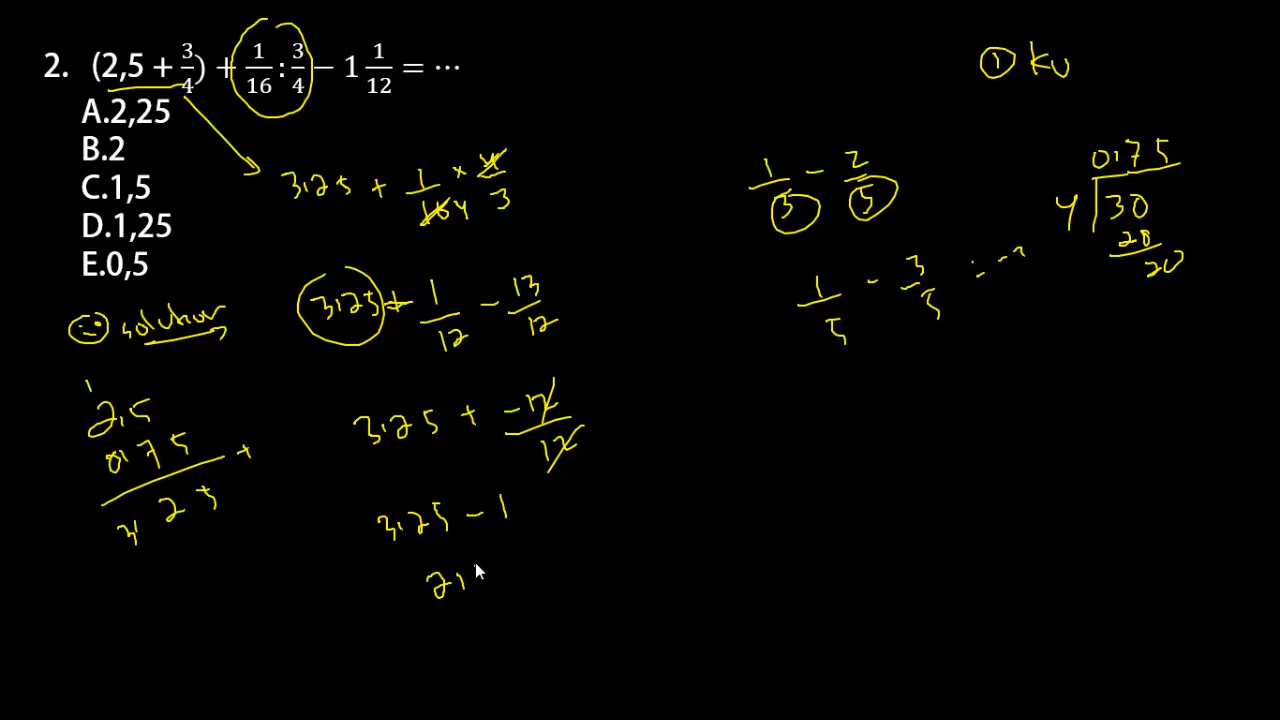 2. (2,5 + 3/4) + 1/16 : 3/4 − 1 1/12 = ⋯
A.2,25
B.2
C.1,5
D.1,25
E.0,5
solution
2,5
0,75 +
3,25
3,25 + 1/16 4 × 4/3
3,25 + 1/12 − 13/12
3,25 + −12/12
3,25 − 1
2,
① KU
1/5 − 2/5
1/5 − 3/5 =
0,75
4 30
20
20